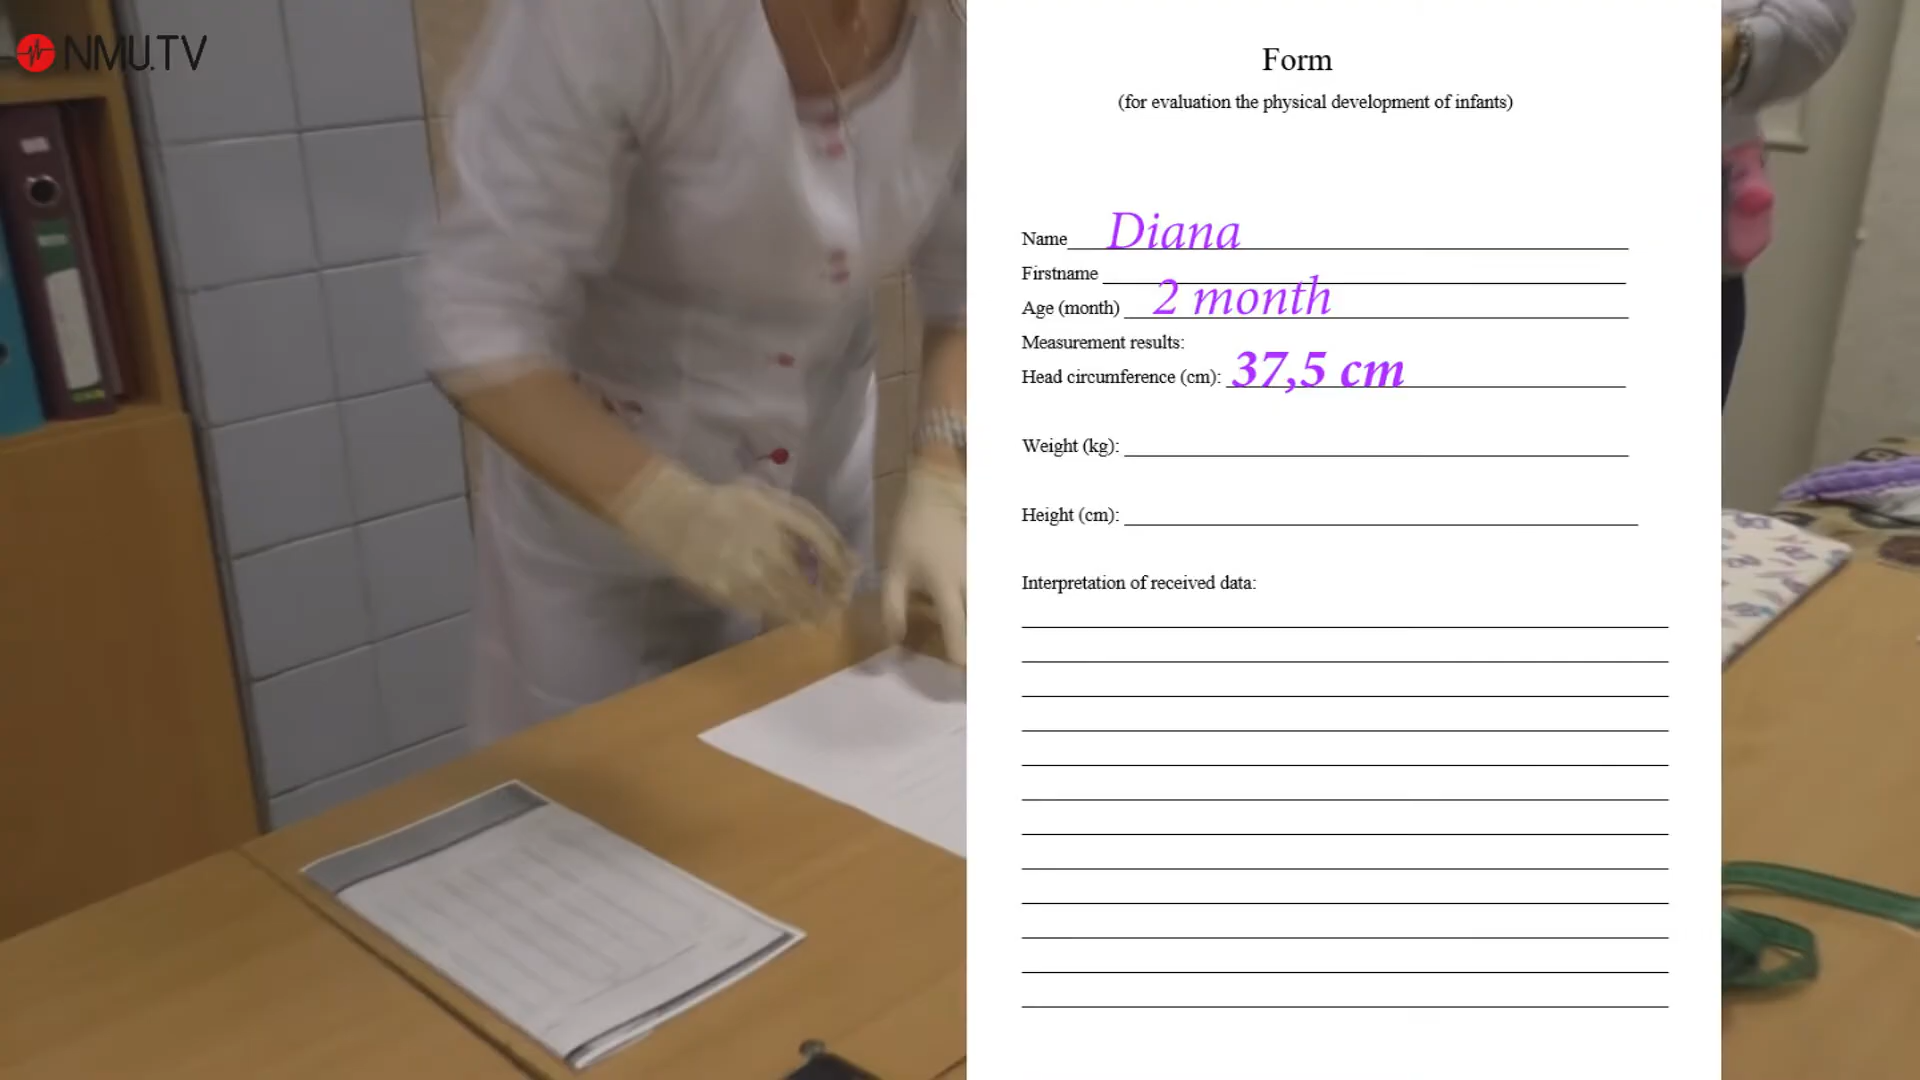 NMU.TV
Form
(for evaluation the physical development of infants)
Name Diana
Firstname
Age (month) 2 month
Measurement results:
Head circumference (cm): 37,5 cm
Weight (kg):
Height (cm):
Interpretation of received data: